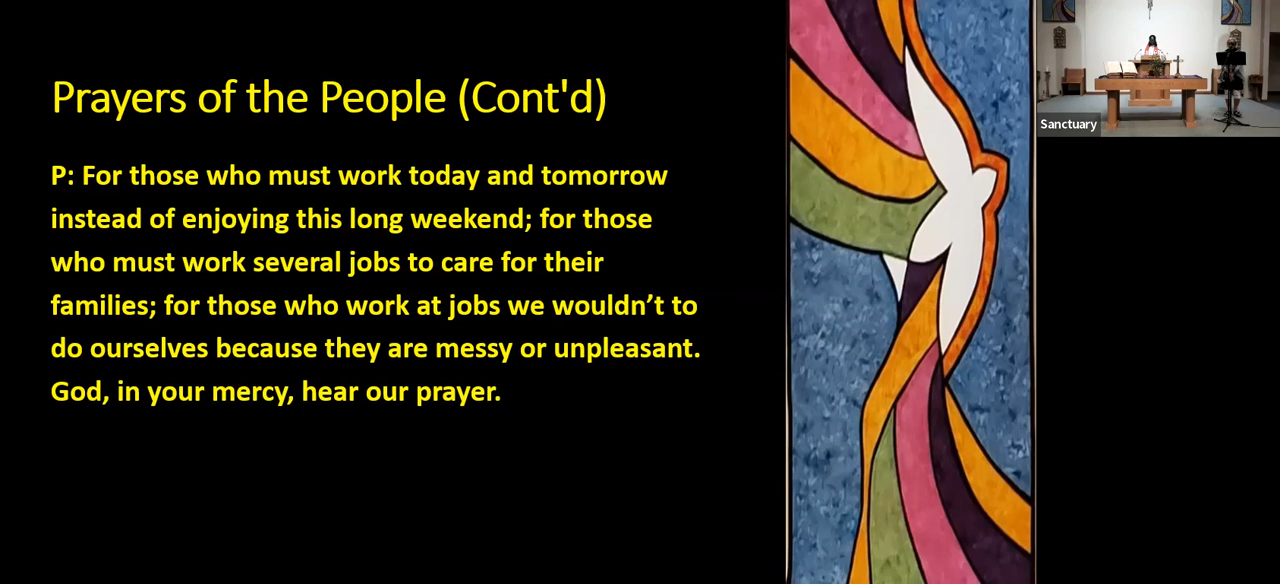 Prayers of the People (Cont'd)
P: For those who must work today and tomorrow
instead of enjoying this long weekend; for those
who must work several jobs to care for their
families; for those who work at jobs we wouldn’t to
do ourselves because they are messy or unpleasant.
God, in your mercy, hear our prayer.
Sanctuary